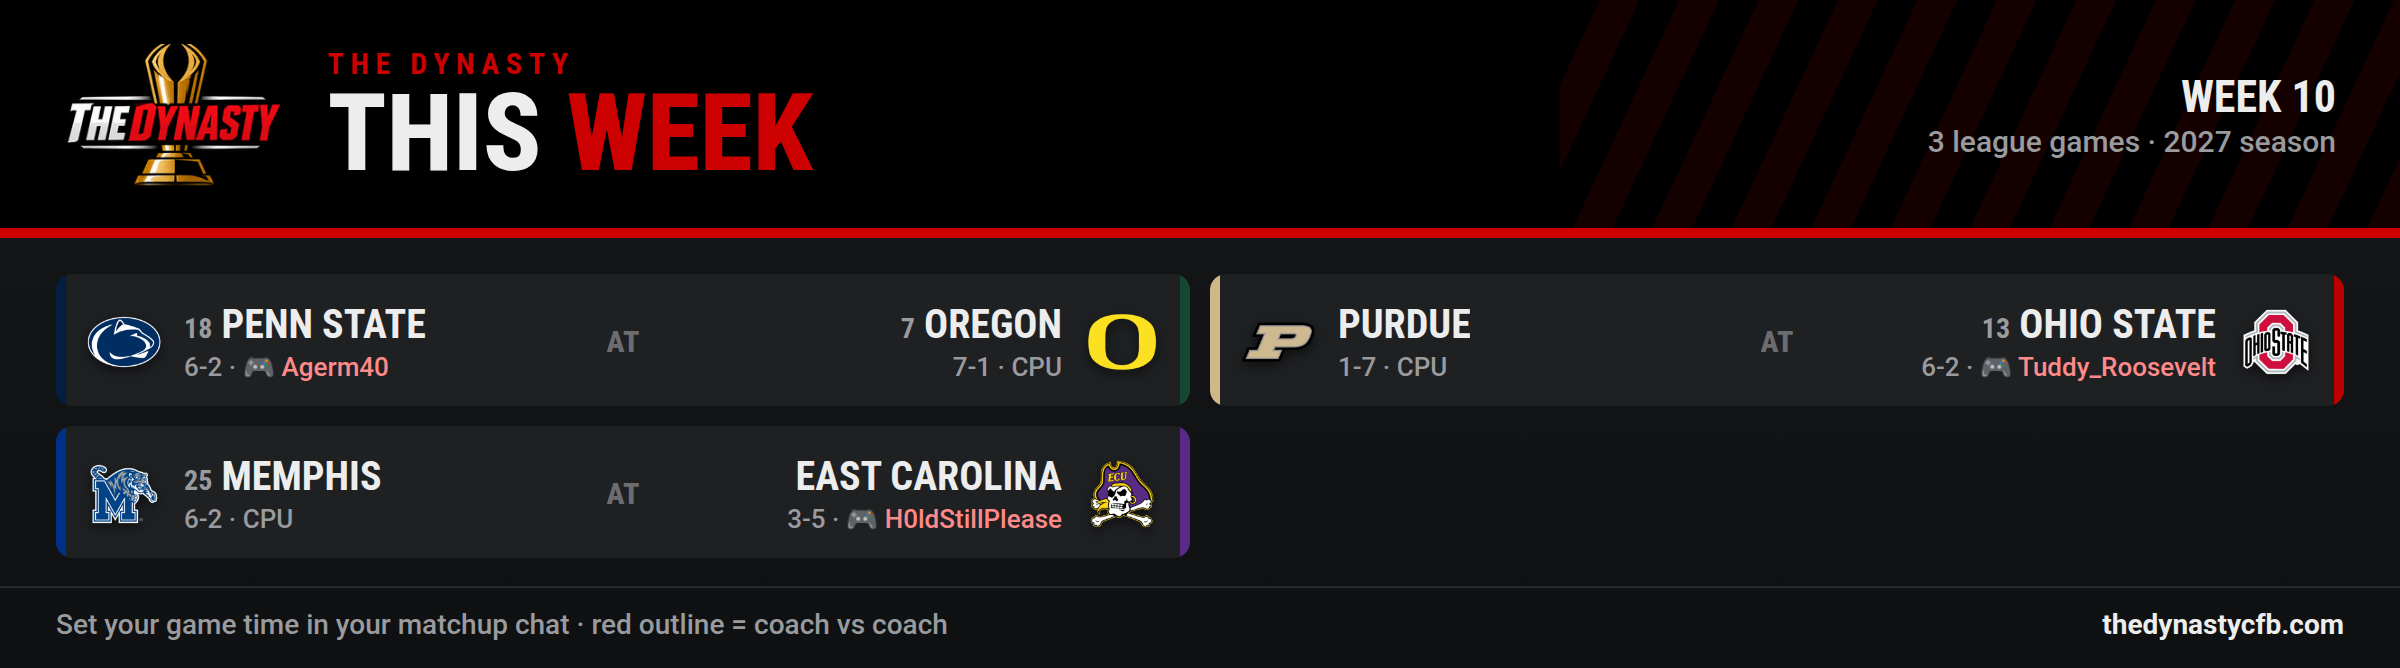 THE DYNASTY
THE DYNASTY
THIS WEEK
WEEK 10
3 league games · 2027 season
18 PENN STATE
6-2 · 🎮 Agerm40
AT
7 OREGON
7-1 · CPU
PURDUE
1-7 · CPU
AT
13 OHIO STATE
6-2 · 🎮 Tuddy_Roosevelt
OHIO STATE
25 MEMPHIS
6-2 · CPU
AT
EAST CAROLINA
3-5 · 🎮 H0ldStillPlease
ECU
Set your game time in your matchup chat · red outline = coach vs coach
thedynastycfb.com